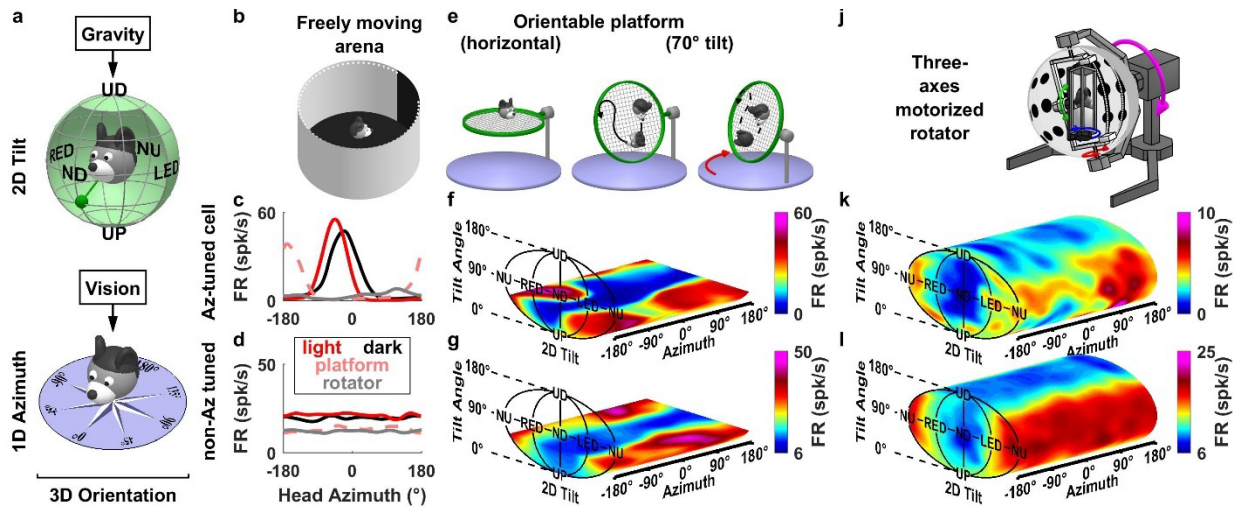 a
Gravity
UD
RED
NU
ND
LED
UP
2D Tilt
Vision
180°
135°
90°
45°
0°
1D Azimuth
3D Orientation
b
Freely moving
arena
c
60
0
FR (spk/s)
-180
180
Az-tuned cell
d
50
0
FR (spk/s)
light dark
platform
rotator
-180 0 180
Head Azimuth (°)
non-Az tuned
e
Orientable platform
(horizontal) (70° tilt)
f
Tilt Angle
180°
90°
0°
UD
NU RED ND LED NU
UP
2D Tilt
-180° -90° 0° 90° 180°
Azimuth
60
0
FR (spk/s)
g
Tilt Angle
180°
90°
0°
UD
NU RED ND LED NU
UP
2D Tilt
-180° -90° 0° 90° 180°
Azimuth
50
6
FR (spk/s)
j
Three-
axes
motorized
rotator
k
Tilt Angle
180°
90°
0°
UD
NU RED ND LED NU
UP
2D Tilt
-180° -90° 0° 90° 180°
Azimuth
10
0
FR (spk/s)
l
Tilt Angle
180°
90°
0°
UD
NU RED ND LED NU
UP
2D Tilt
-180° -90° 0° 90° 180°
Azimuth
25
6
FR (spk/s)